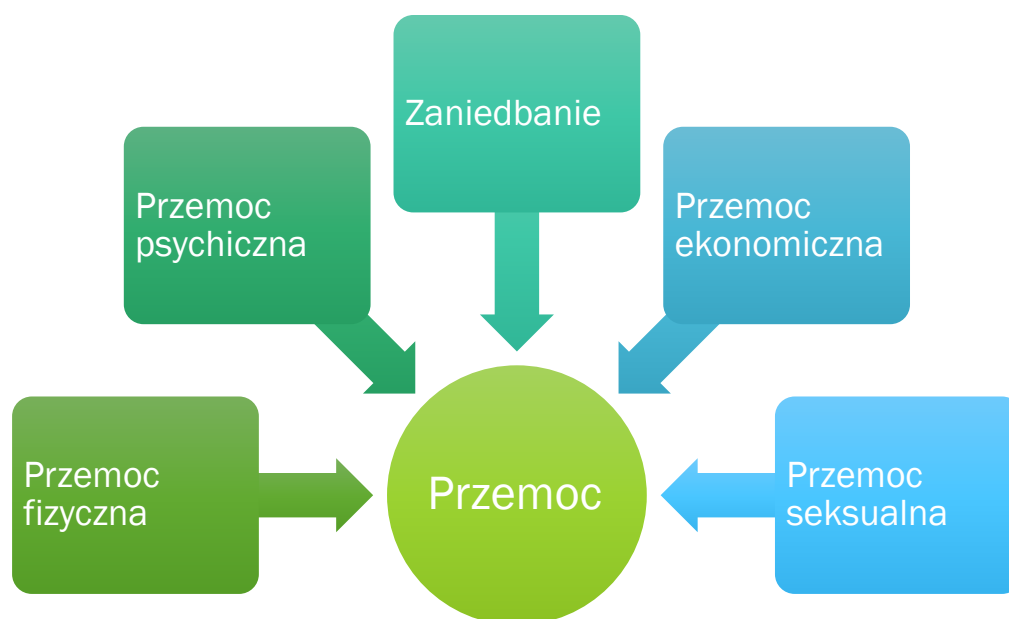 Zaniedbanie
Przemoc
psychiczna
Przemoc
ekonomiczna
Przemoc
fizyczna
Przemoc
Przemoc
seksualna